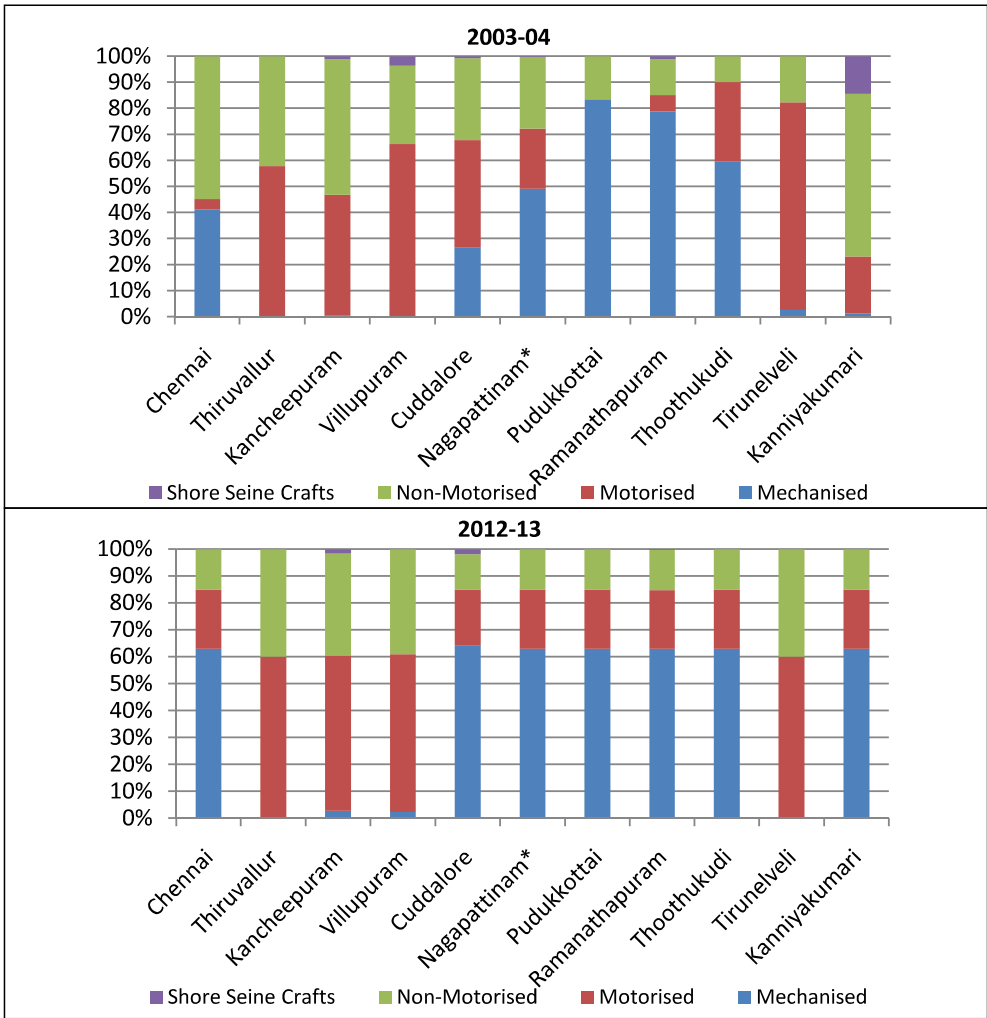 2003-04
100%
90%
80%
70%
60%
50%
40%
30%
20%
10%
0%
Chennai
Thiruvallur
Kancheepuram
Villupuram
Cuddalore
Nagapattinam*
Pudukkottai
Ramanathapuram
Thoothukudi
Tirunelveli
Kanniyakumari
Shore Seine Crafts Non-Motorised Motorised Mechanised
2012-13
100%
90%
80%
70%
60%
50%
40%
30%
20%
10%
0%
Chennai
Thiruvallur
Kancheepuram
Villupuram
Cuddalore
Nagapattinam*
Pudukkottai
Ramanathapuram
Thoothukudi
Tirunelveli
Kanniyakumari
Shore Seine Crafts Non-Motorised Motorised Mechanised